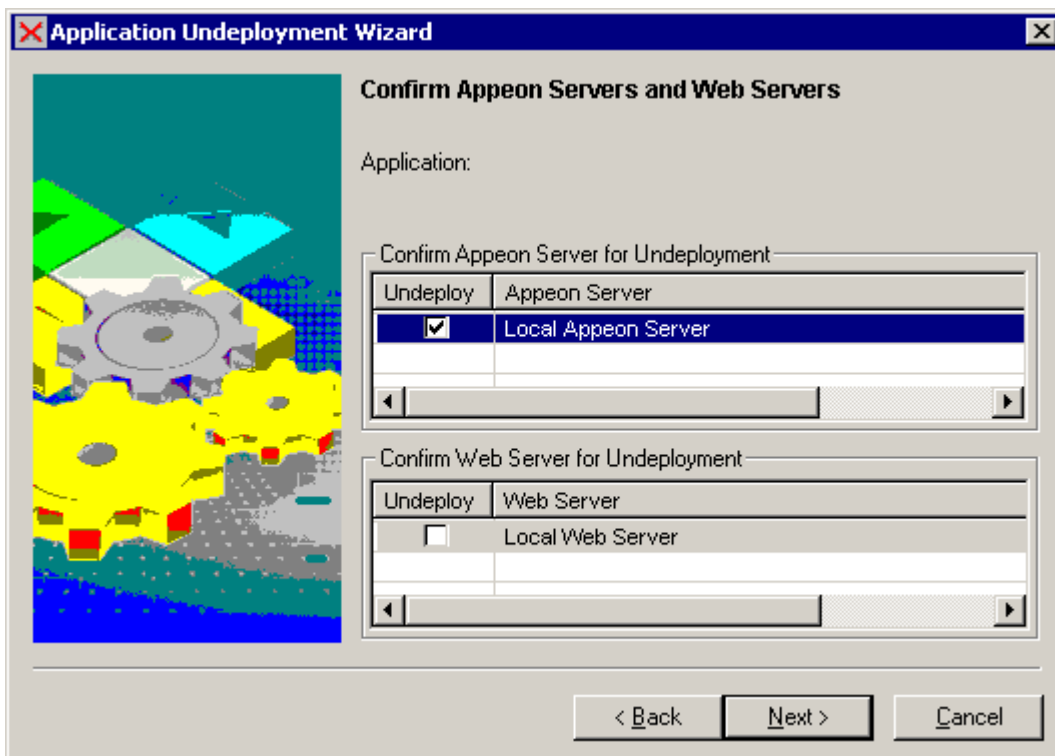 Application Undeployment Wizard
Confirm Appeon Servers and Web Servers
Application:
Confirm Appeon Server for Undeployment
Undeploy Appeon Server
Local Appeon Server
Confirm Web Server for Undeployment
Undeploy Web Server
Local Web Server
< Back Next > Cancel